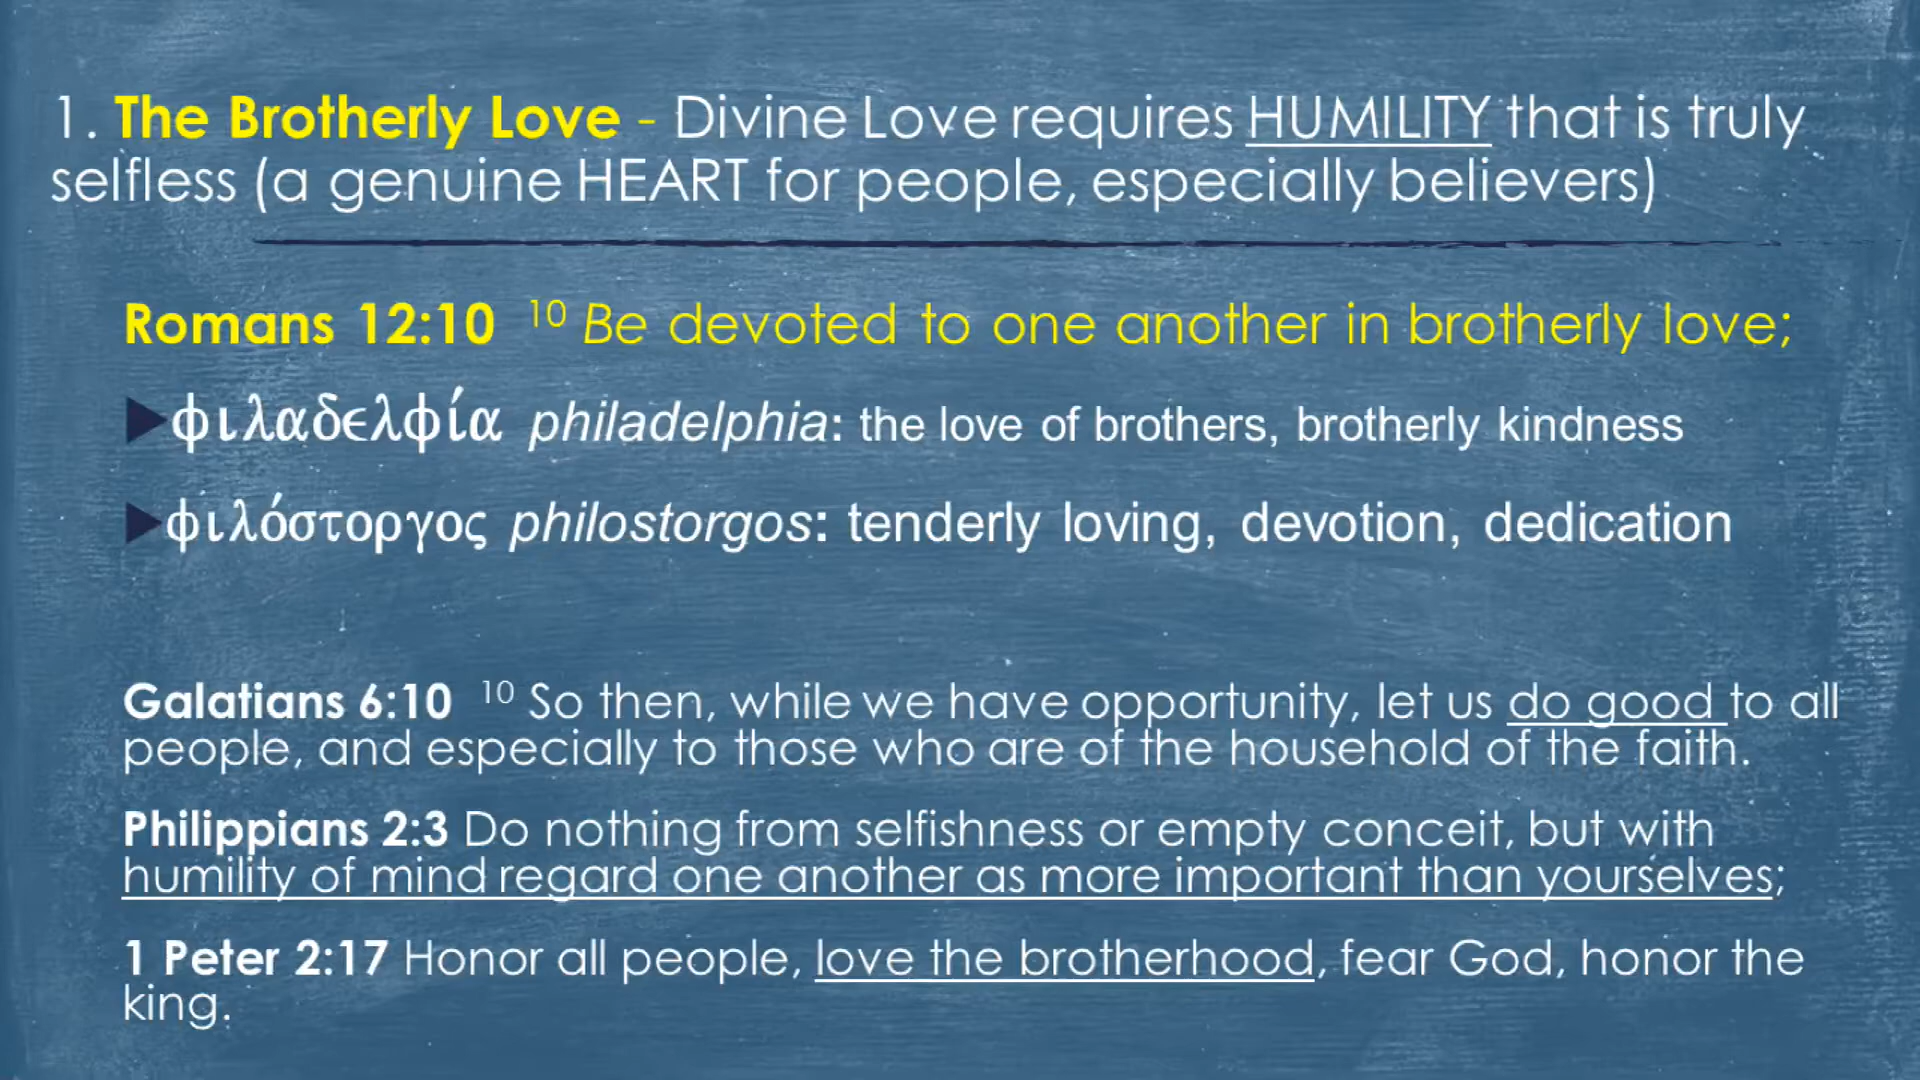 1. The Brotherly Love - Divine Love requires HUMILITY that is truly
selfless (a genuine HEART for people, especially believers)
Romans 12:10 10 Be devoted to one another in brotherly love;
φιλαδελφία philadelphia: the love of brothers, brotherly kindness
φιλόστοργος philostorgos: tenderly loving, devotion, dedication
Galatians 6:10 10 So then, while we have opportunity, let us do good to all
people, and especially to those who are of the household of the faith.
Philippians 2:3 Do nothing from selfishness or empty conceit, but with
humility of mind regard one another as more important than yourselves;
1 Peter 2:17 Honor all people, love the brotherhood, fear God, honor the
king.